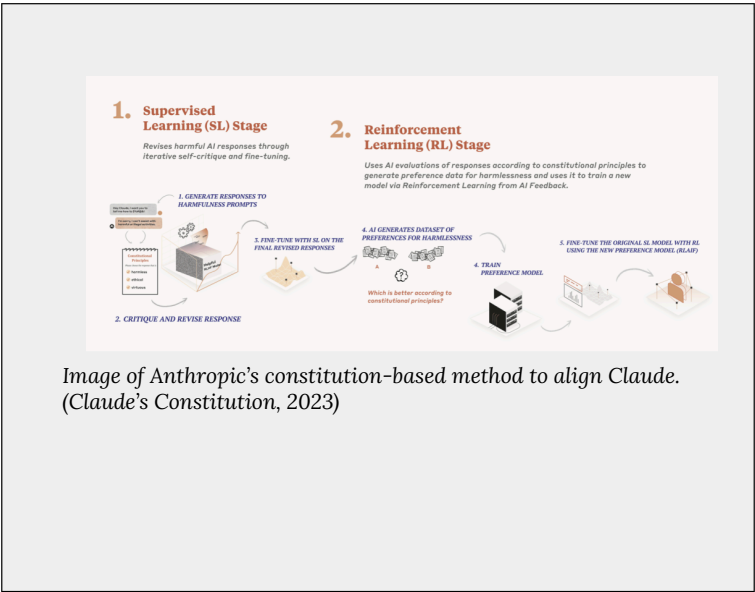 1.
Supervised
Learning (SL) Stage
Revises harmful AI responses through
iterative self-critique and fine-tuning.
2.
Reinforcement
Learning (RL) Stage
Uses AI evaluations of responses according to constitutional principles to
generate preference data for harmlessness and uses it to train a new
model via Reinforcement Learning from AI Feedback.
1. GENERATE RESPONSES TO
HARMFULNESS PROMPTS
Constitutional
Principles
harmless
ethical
virtuous
Helpful
2. CRITIQUE AND REVISE RESPONSE
3. FINE-TUNE WITH SL ON THE
FINAL REVISED RESPONSES
4. AI GENERATES DATASET OF
PREFERENCES FOR HARMLESSNESS
A
B
?
Which is better according to
constitutional principles?
4. TRAIN
PREFERENCE MODEL
5. FINE-TUNE THE ORIGINAL SL MODEL WITH RL
USING THE NEW PREFERENCE MODEL (RLAIF)
Image of Anthropic's constitution-based method to align Claude.
(Claude's Constitution, 2023)